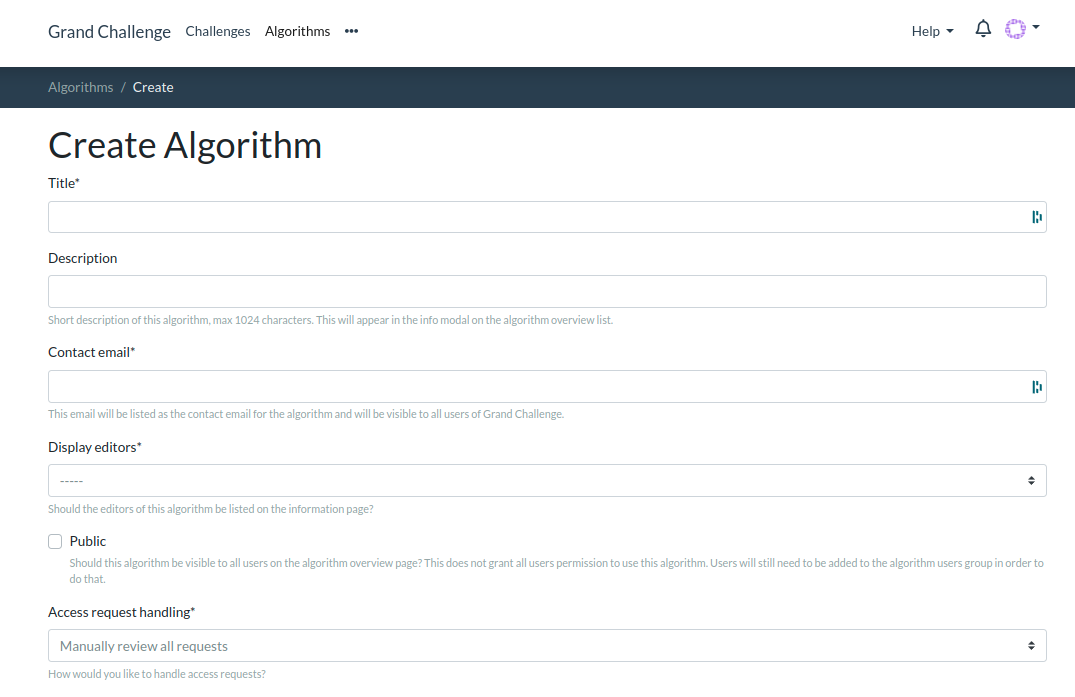 Grand Challenge Challenges Algorithms ••• Help
Algorithms / Create
Create Algorithm
Title*
Description
Short description of this algorithm, max 1024 characters. This will appear in the info modal on the algorithm overview list.
Contact email*
This email will be listed as the contact email for the algorithm and will be visible to all users of Grand Challenge.
Display editors*
-----
Should the editors of this algorithm be listed on the information page?
Public
Should this algorithm be visible to all users on the algorithm overview page? This does not grant all users permission to use this algorithm. Users will still need to be added to the algorithm users group in order to
do that.
Access request handling*
Manually review all requests
How would you like to handle access requests?